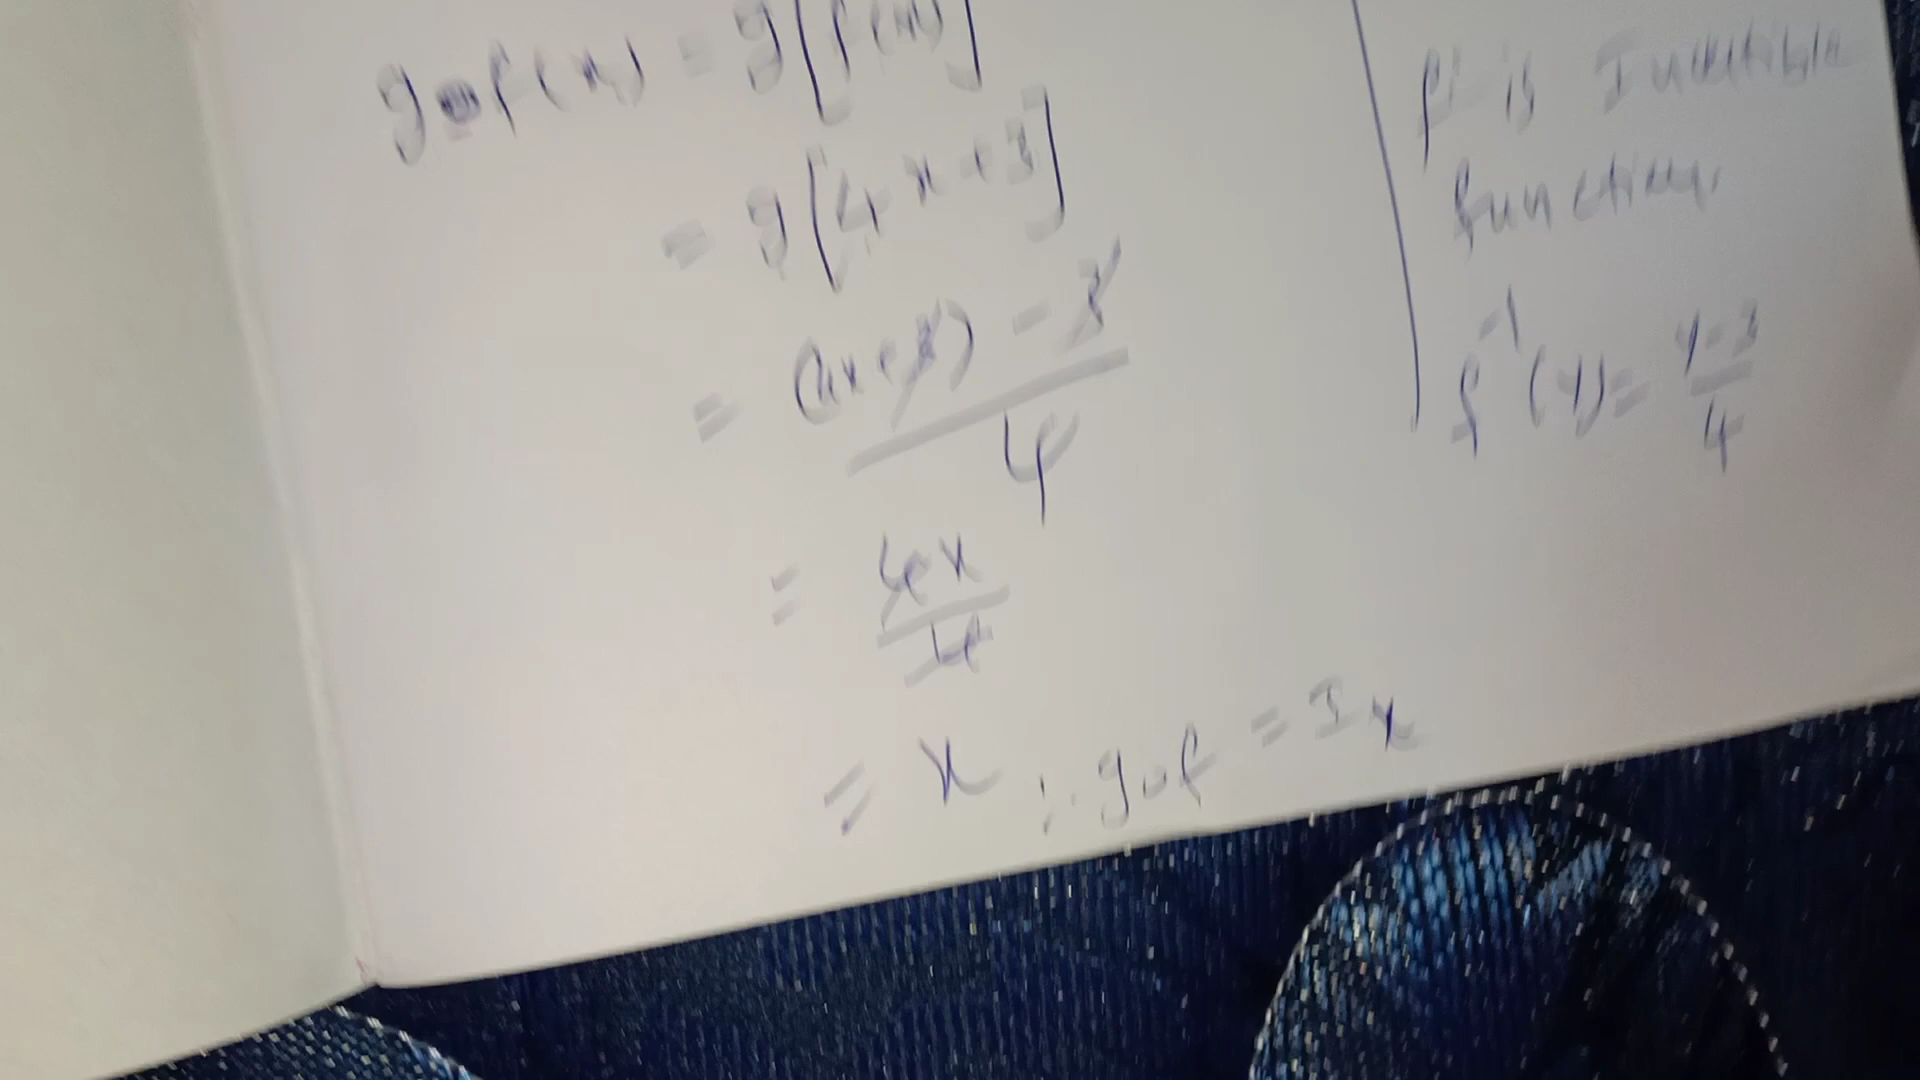 gof(x) = g[f(x)]
= g[4x+3]
= (4x+3) - 3 / 4
= 4x / 4
= x ∴ gof = Ix
f is Invertible
function.
f⁻¹(y) = y-3 / 4